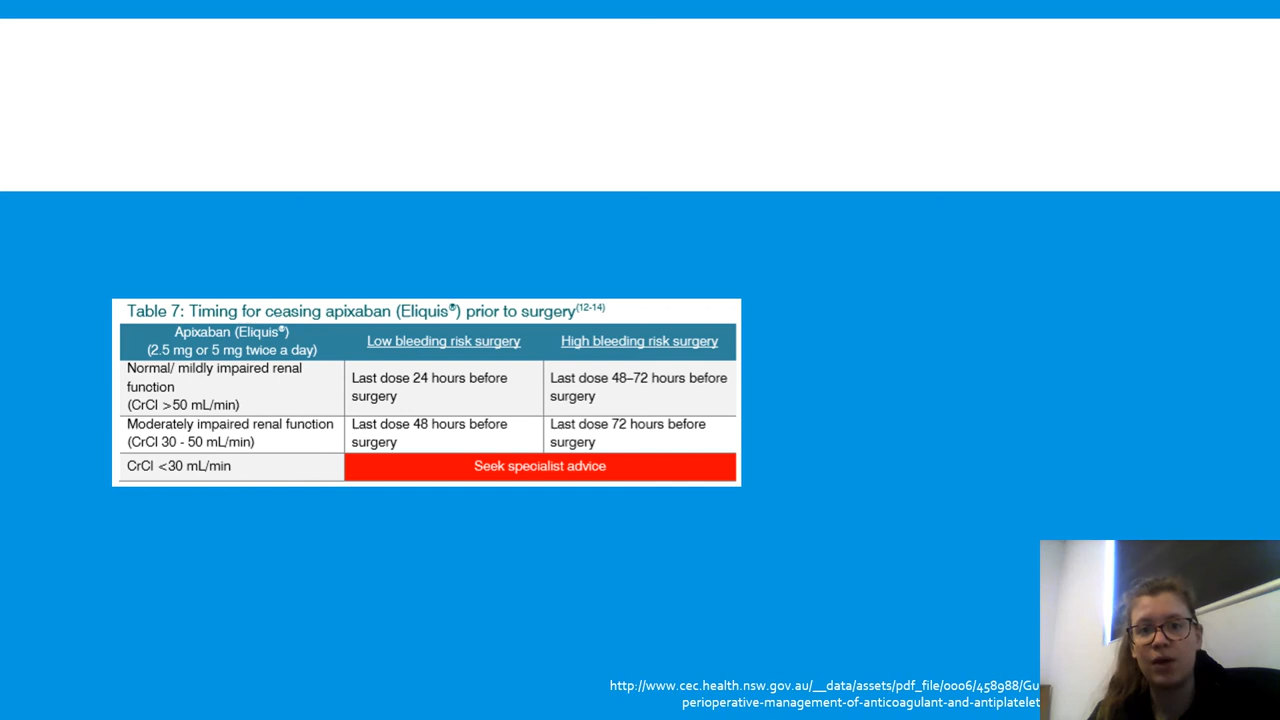 Table 7: Timing for ceasing apixaban (Eliquis®) prior to surgery(12-14)
Apixaban (Eliquis®)
(2.5 mg or 5 mg twice a day)
Low bleeding risk surgery
High bleeding risk surgery
Normal/ mildly impaired renal
function
(CrCl >50 mL/min)
Last dose 24 hours before
surgery
Last dose 48–72 hours before
surgery
Moderately impaired renal function
(CrCl 30 - 50 mL/min)
Last dose 48 hours before
surgery
Last dose 72 hours before
surgery
CrCl <30 mL/min
Seek specialist advice
http://www.cec.health.nsw.gov.au/__data/assets/pdf_file/0006/458988/Gu
perioperative-management-of-anticoagulant-and-antiplatelet